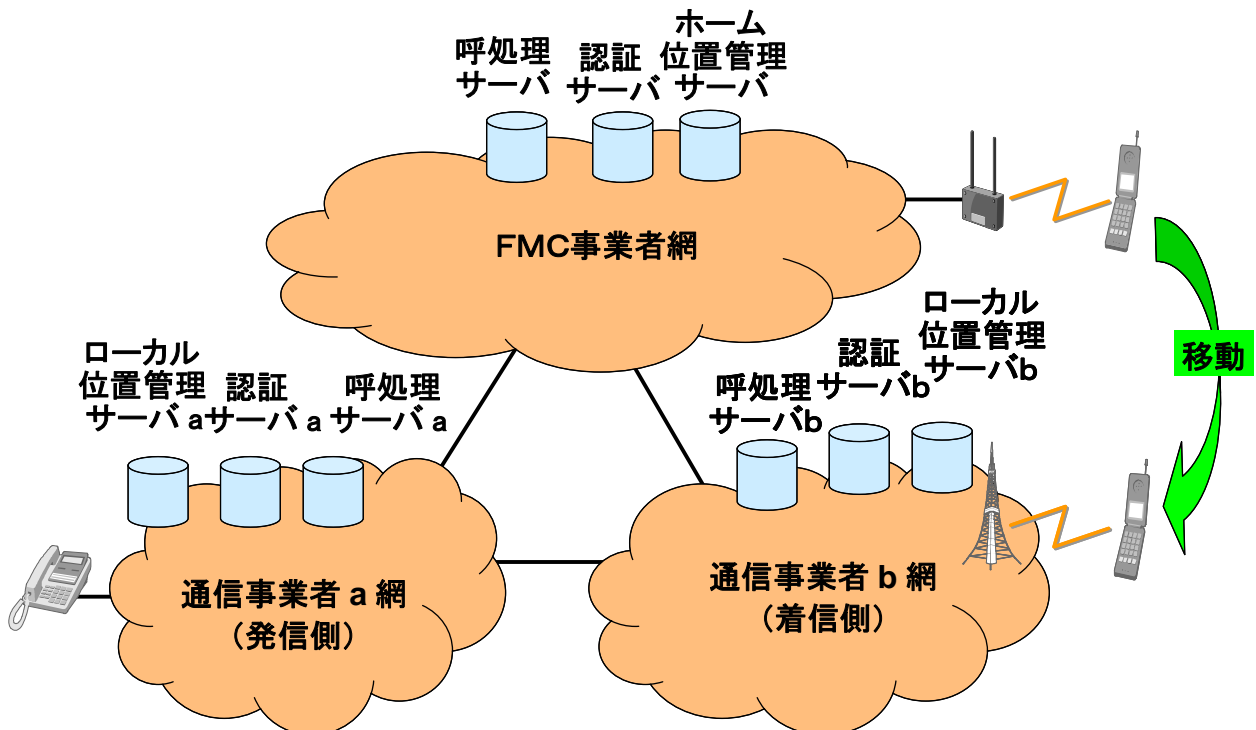 呼処理
サーバ
認証
サーバ
ホーム
位置管理
サーバ
FMC事業者網
移動
ローカル
位置管理
サーバ a
認証
サーバ a
呼処理
サーバ a
呼処理
サーバb
認証
サーバb
ローカル
位置管理
サーバb
通信事業者 a 網
（発信側）
通信事業者 b 網
（着信側）